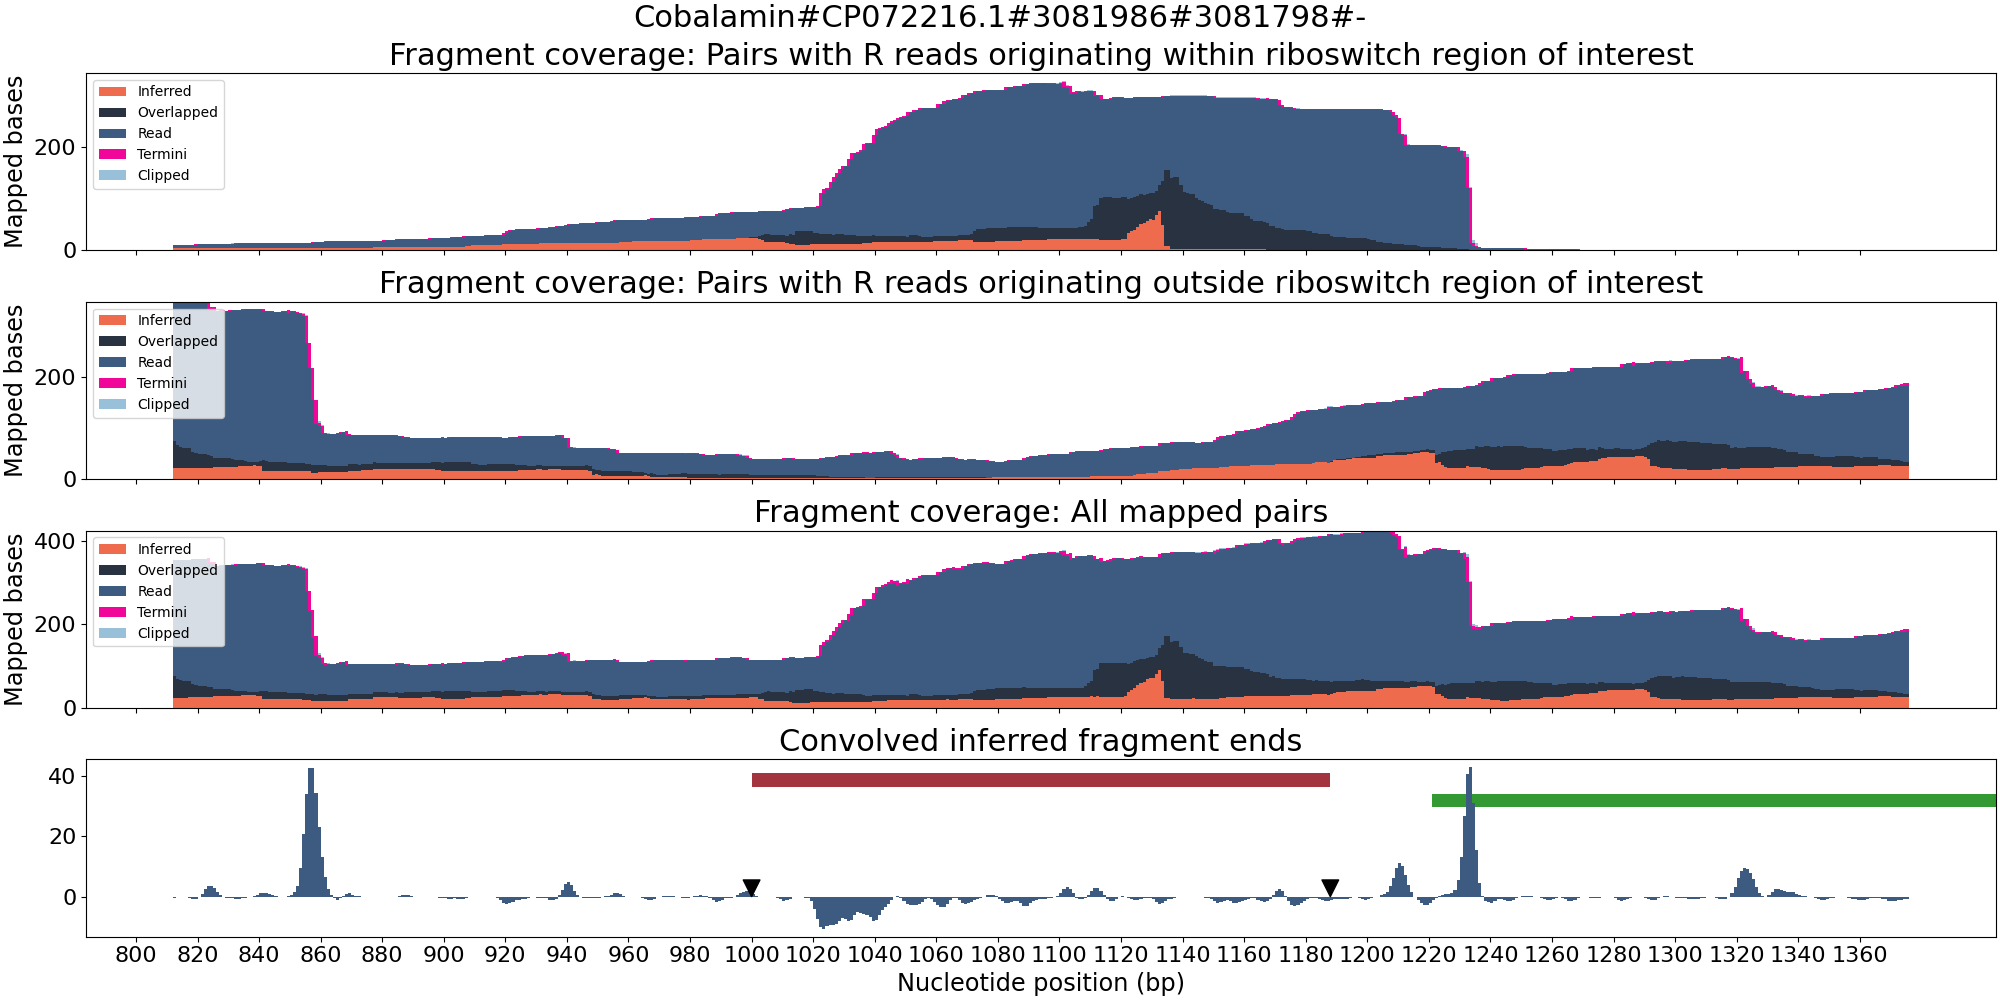 Cobalamin#CP072216.1#3081986#3081798#-
Fragment coverage: Pairs with R reads originating within riboswitch region of interest
Mapped bases
200
0
Inferred
Overlapped
Read
Termini
Clipped
Fragment coverage: Pairs with R reads originating outside riboswitch region of interest
Mapped bases
200
0
Inferred
Overlapped
Read
Termini
Clipped
Fragment coverage: All mapped pairs
Mapped bases
400
200
0
Inferred
Overlapped
Read
Termini
Clipped
Convolved inferred fragment ends
40
20
0
800 820 840 860 880 900 920 940 960 980 1000 1020 1040 1060 1080 1100 1120 1140 1160 1180 1200 1220 1240 1260 1280 1300 1320 1340 1360
Nucleotide position (bp)